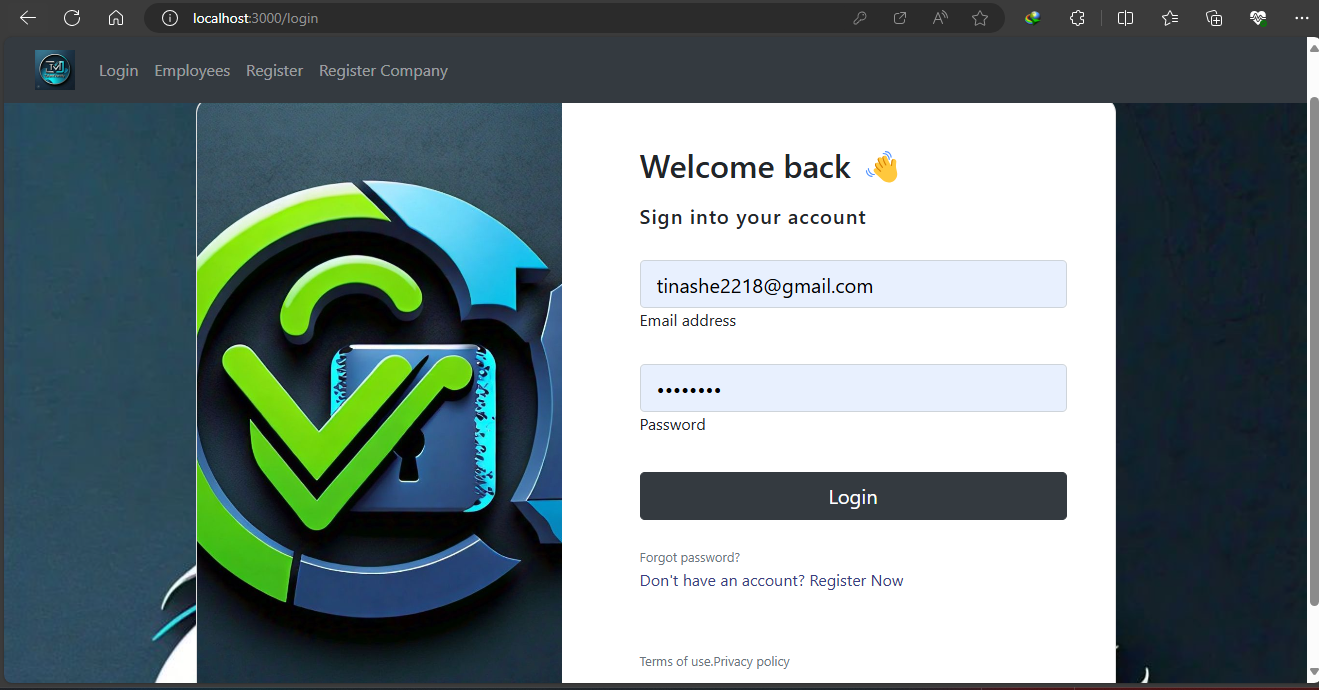 localhost:3000/login
Login Employees Register Register Company
Welcome back 👋
Sign into your account
tinashe2218@gmail.com
Email address
••••••••
Password
Login
Forgot password?
Don't have an account? Register Now
Terms of use.Privacy policy